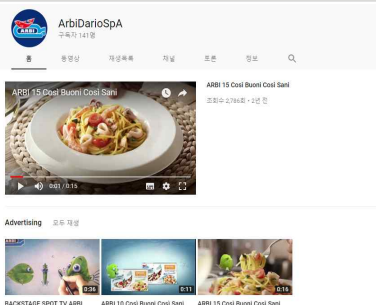 ARBI
ArbiDarioSpA
구독자 141명
홈 동영상 재생목록 채널 토론 정보
ARBI 15 Così Buoni Così Sani
0:01 / 0:15
ARBI 15 Così Buoni Così Sani
조회수 2,786회 • 2년 전
Advertising 모두 재생
ARBI
0:36
0:11
0:16
BACKSTAGE SPOT TV ARBI
ARBI 10 Così Buoni Così Sani
ARBI 15 Così Buoni Così Sani